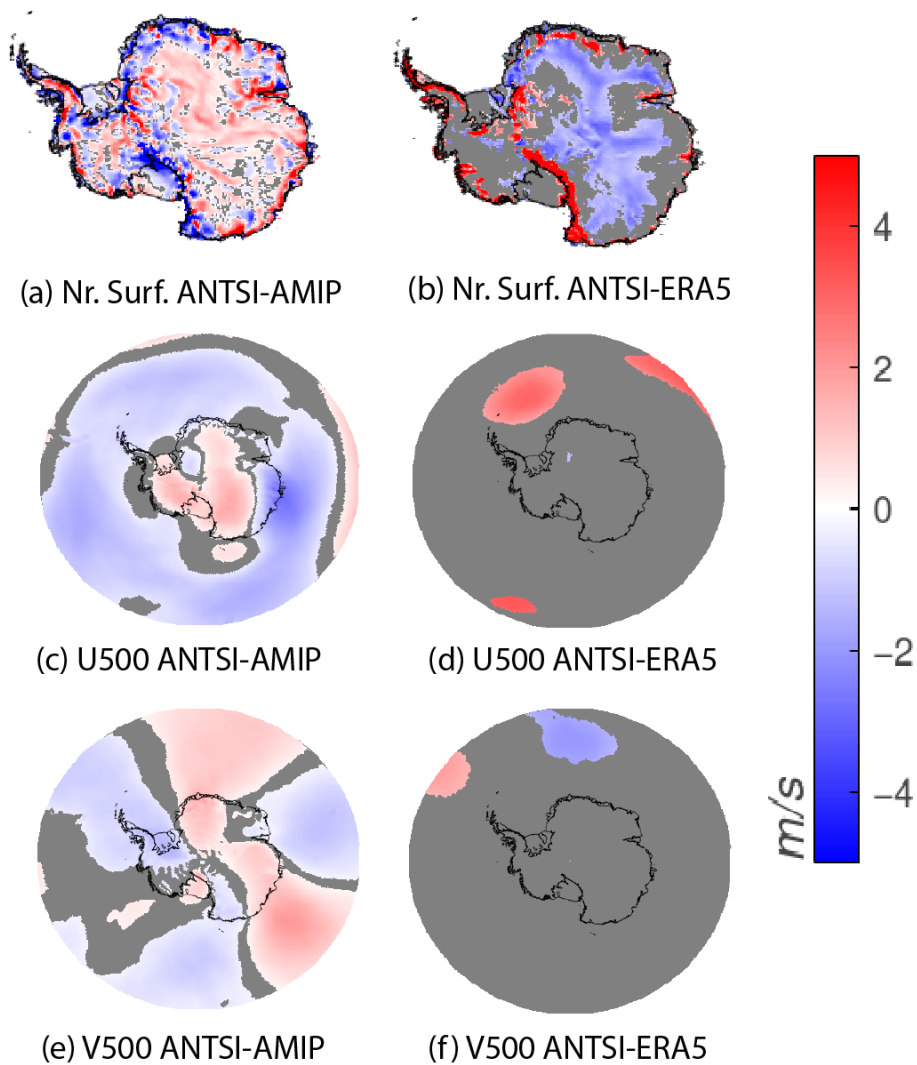 (a) Nr. Surf. ANTSI-AMIP
(b) Nr. Surf. ANTSI-ERA5
(c) U500 ANTSI-AMIP
(d) U500 ANTSI-ERA5
(e) V500 ANTSI-AMIP
(f) V500 ANTSI-ERA5
4
2
0
−2
−4
m/s